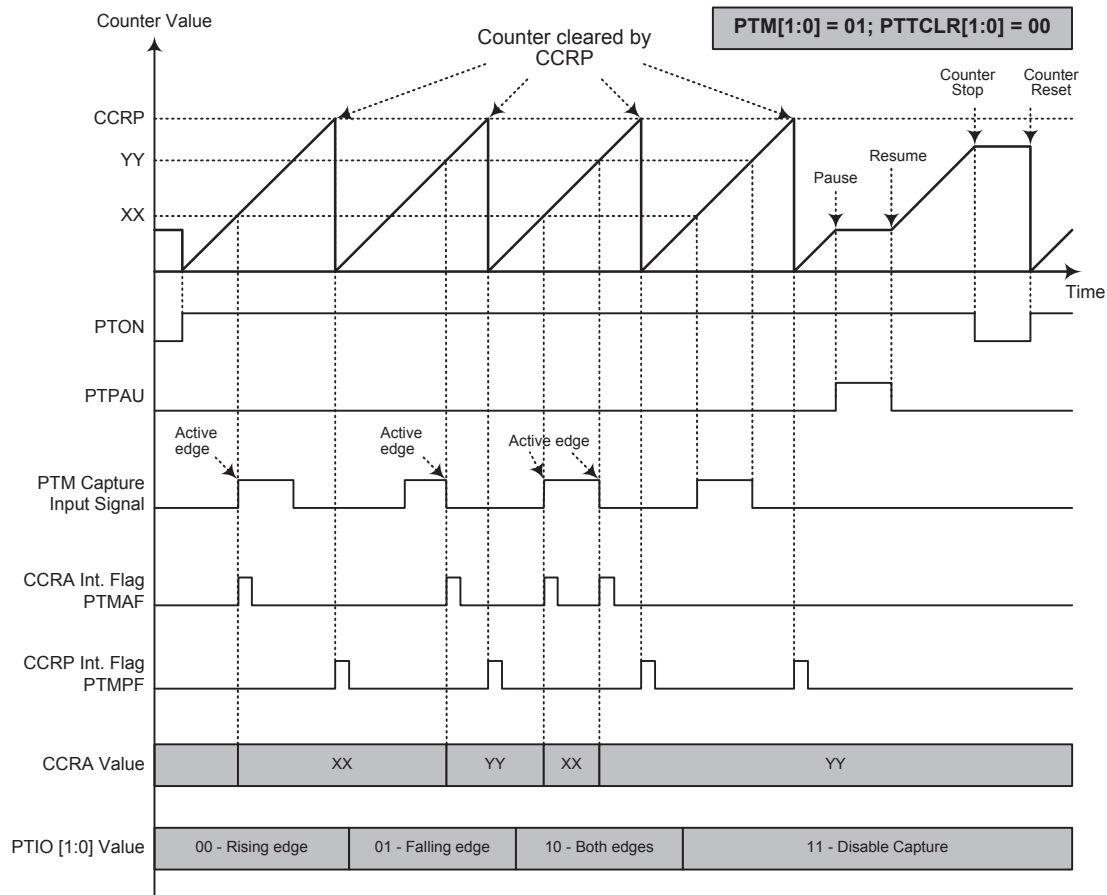 Counter Value
PTM[1:0] = 01; PTTCLR[1:0] = 00
Counter cleared by
CCRP
Counter
Stop
Counter
Reset
CCRP
YY
XX
Pause
Resume
Time
PTON
PTPAU
Active
edge
Active
edge
Active edge
PTM Capture
Input Signal
CCRA Int. Flag
PTMAF
CCRP Int. Flag
PTMPF
CCRA Value
XX
YY
XX
YY
PTIO [1:0] Value
00 - Rising edge
01 - Falling edge
10 - Both edges
11 - Disable Capture